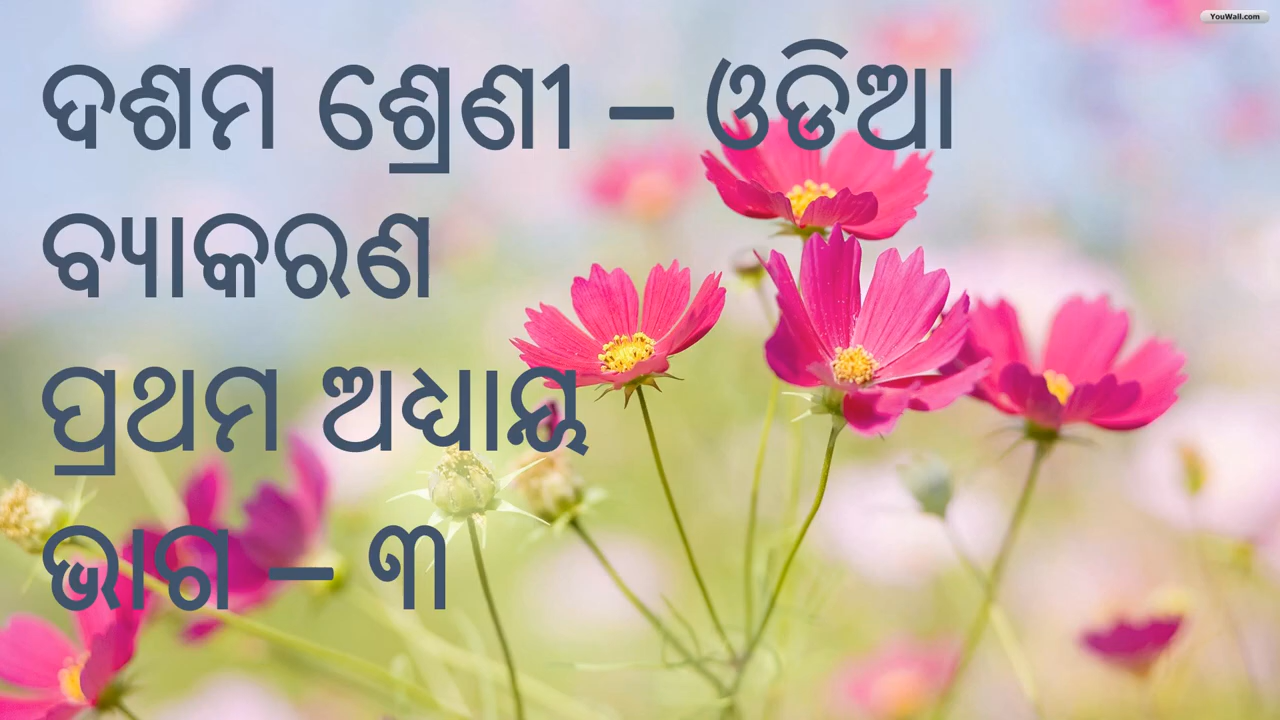 YouWall.com
ଦଶମ ଶ୍ରେଣୀ – ଓଡିଆ
ବ୍ୟାକରଣ
ପ୍ରଥମ ଅଧ୍ୟାୟ
ଭାଗ – ୩